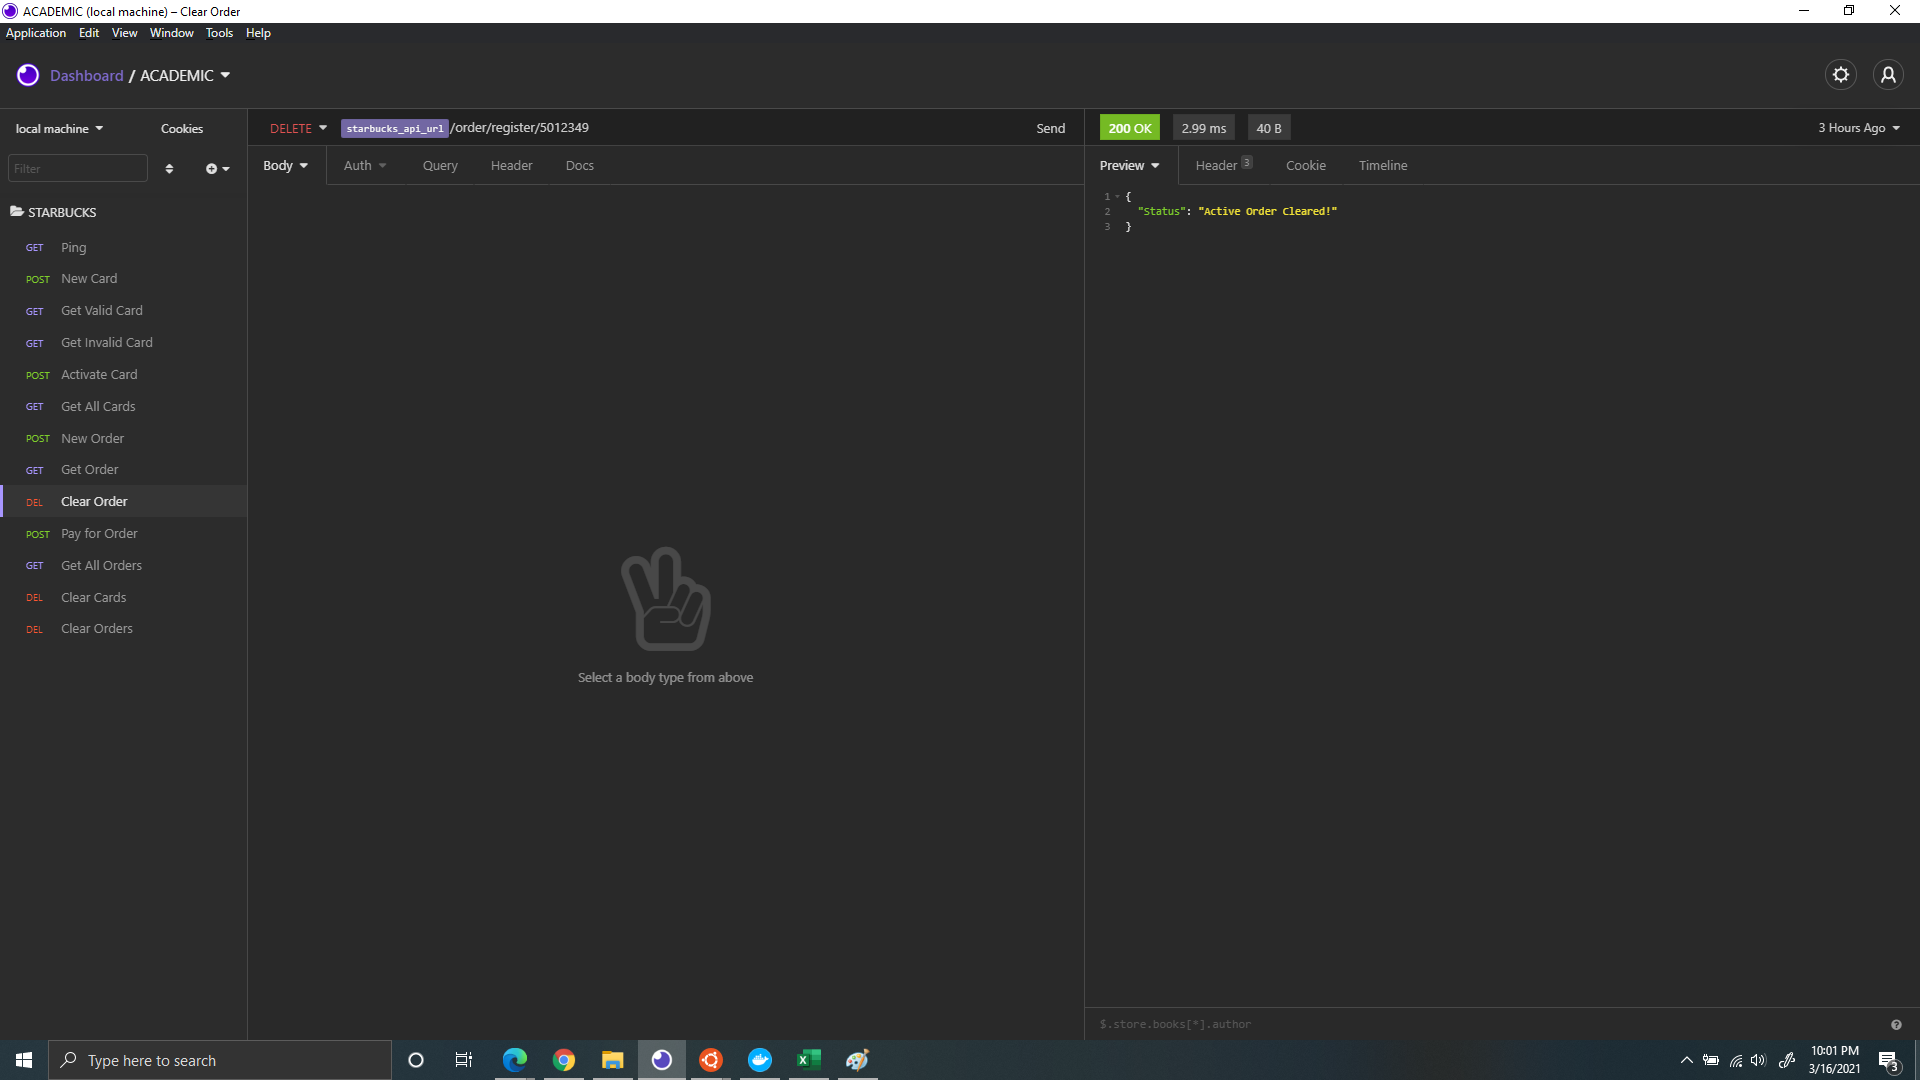 ACADEMIC (local machine) – Clear Order
Application Edit View Window Tools Help
Dashboard / ACADEMIC
local machine Cookies
Filter
STARBUCKS
GET Ping
POST New Card
GET Get Valid Card
GET Get Invalid Card
POST Activate Card
GET Get All Cards
POST New Order
GET Get Order
DEL Clear Order
POST Pay for Order
GET Get All Orders
DEL Clear Cards
DEL Clear Orders
DELETE starbucks_api_url/order/register/5012349 Send
Body Auth Query Header Docs
Select a body type from above
200 OK 2.99 ms 40 B 3 Hours Ago
Preview Header 3 Cookie Timeline
1 {
2 "Status": "Active Order Cleared!"
3 }
$.store.books[*].author
Type here to search
10:01 PM
3/16/2021
3